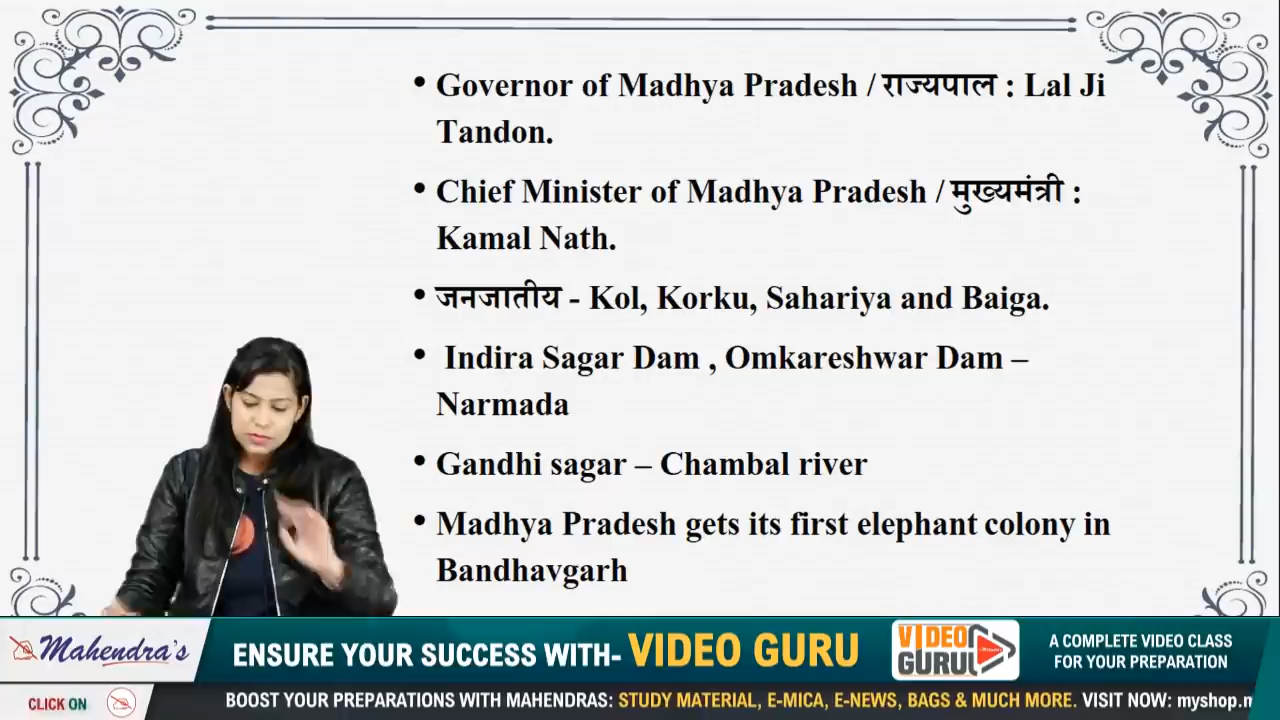 • Governor of Madhya Pradesh / राज्यपाल : Lal Ji
Tandon.
• Chief Minister of Madhya Pradesh / मुख्यमंत्री :
Kamal Nath.
• जनजातीय - Kol, Korku, Sahariya and Baiga.
• Indira Sagar Dam , Omkareshwar Dam –
Narmada
• Gandhi sagar – Chambal river
• Madhya Pradesh gets its first elephant colony in
Bandhavgarh
Mahendra's
ENSURE YOUR SUCCESS WITH- VIDEO GURU
VIDEO
GURU
A COMPLETE VIDEO CLASS
FOR YOUR PREPARATION
CLICK ON
BOOST YOUR PREPARATIONS WITH MAHENDRAS: STUDY MATERIAL, E-MICA, E-NEWS, BAGS & MUCH MORE. VISIT NOW: myshop.m